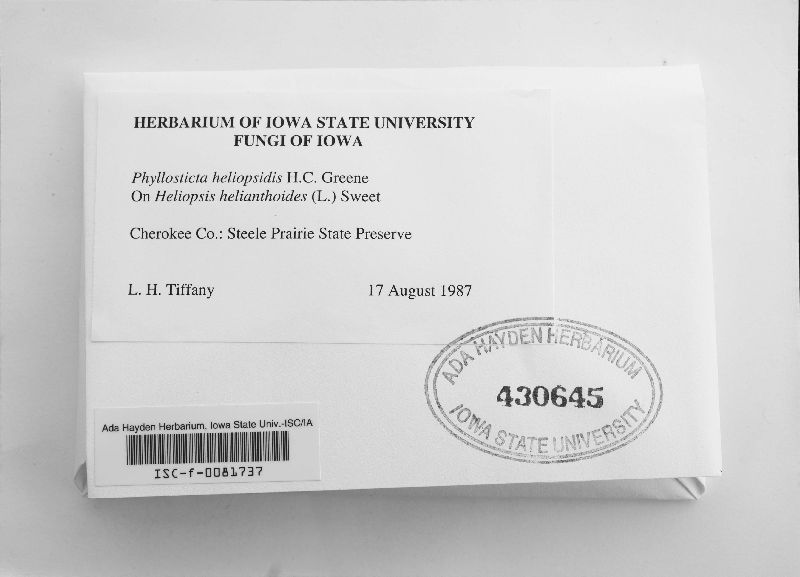 HERBARIUM OF IOWA STATE UNIVERSITY
FUNGI OF IOWA
Phyllosticta heliopsidis H.C. Greene
On Heliopsis helianthoides (L.) Sweet
Cherokee Co.: Steele Prairie State Preserve
L. H. Tiffany 17 August 1987
ADA HAYDEN HERBARIUM
430645
IOWA STATE UNIVERSITY
Ada Hayden Herbarium, Iowa State Univ.-ISC/IA
ISC-f-0081737